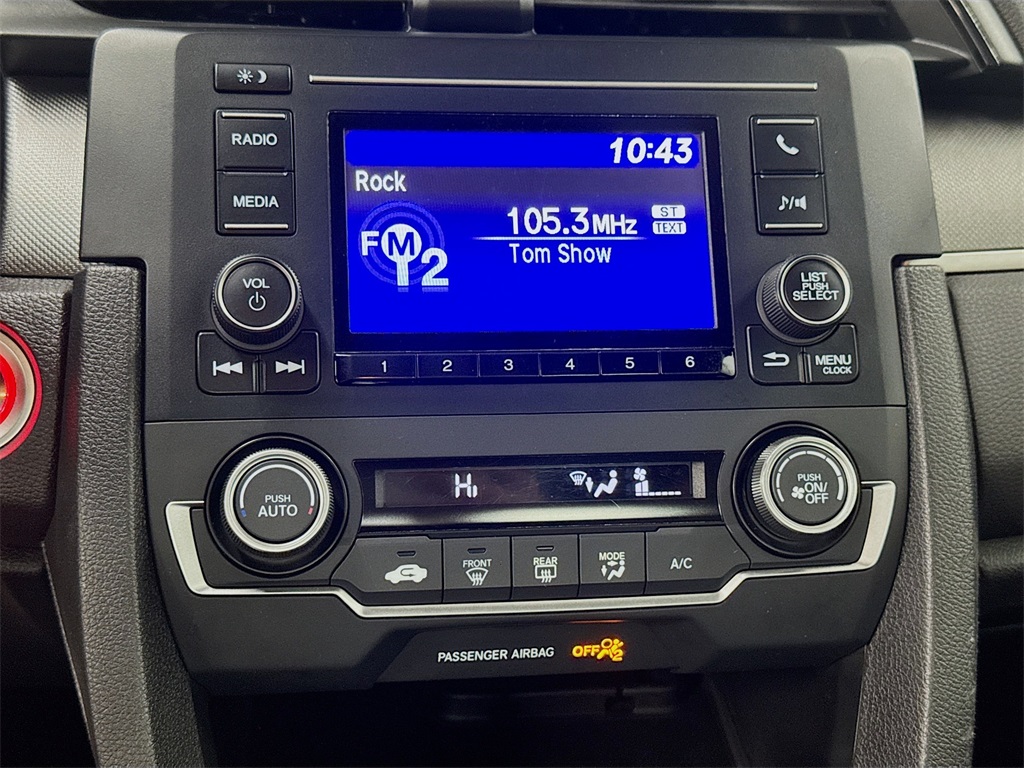 RADIO
MEDIA
VOL
10:43
Rock
105.3MHz
ST
TEXT
FM2
Tom Show
LIST
PUSH
SELECT
MENU
CLOCK
1 2 3 4 5 6
PUSH
AUTO
Hi
PUSH
ON/
OFF
FRONT
REAR
MODE
A/C
PASSENGER AIRBAG OFF 2